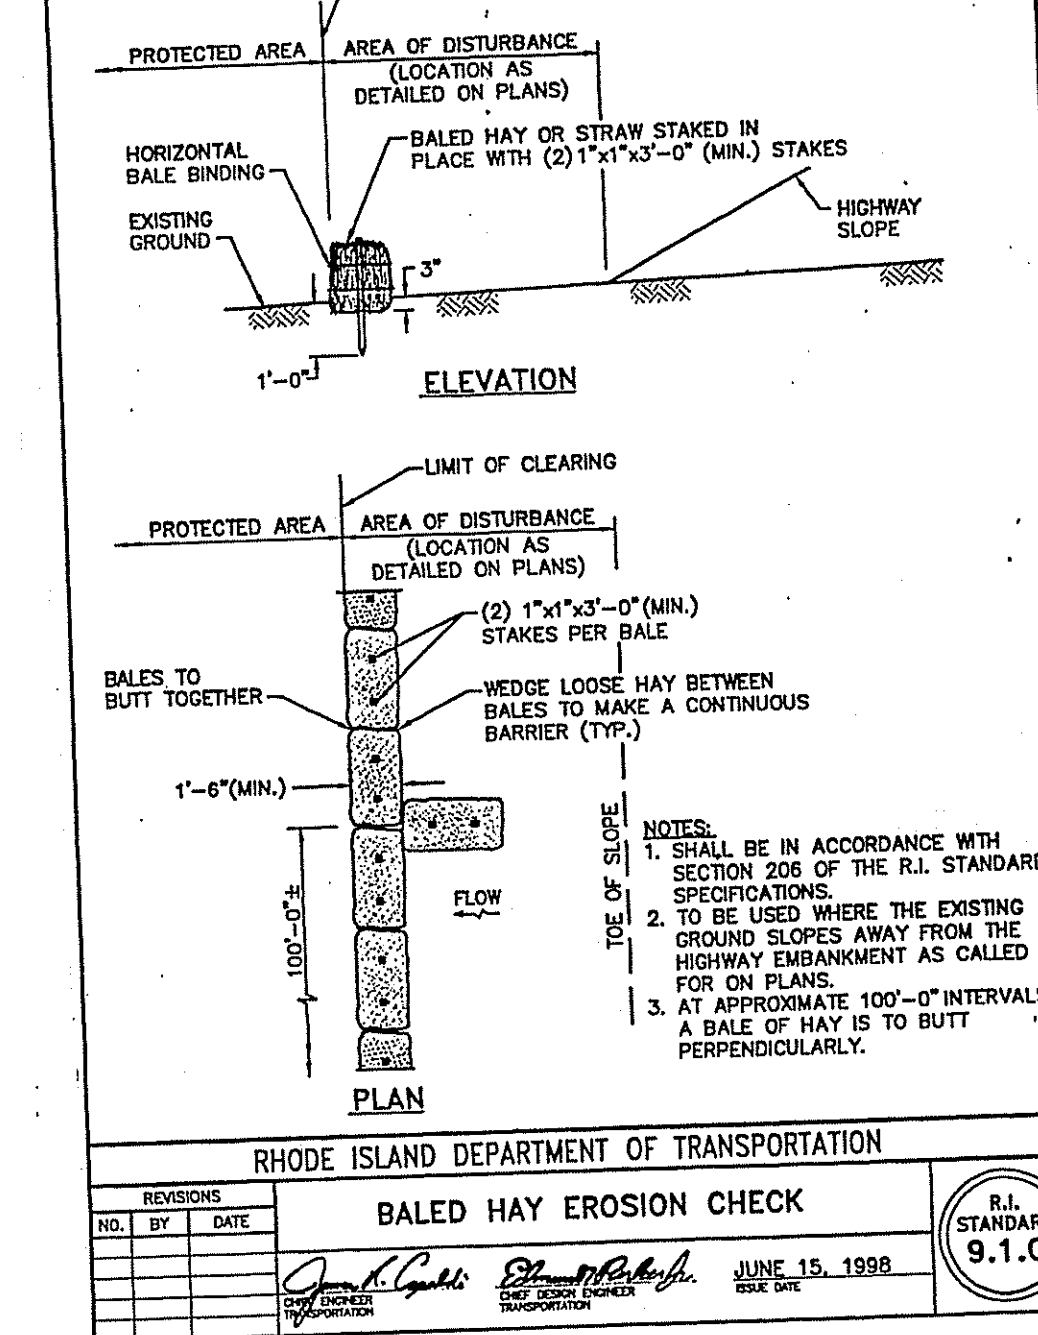 PROTECTED AREA
AREA OF DISTURBANCE
(LOCATION AS
DETAILED ON PLANS)
BALED HAY OR STRAW STAKED IN
PLACE WITH (2) 1"x1"x3'-0" (MIN.) STAKES
HORIZONTAL
BALE BINDING
EXISTING
GROUND
HIGHWAY
SLOPE
3"
1'-0"
ELEVATION
LIMIT OF CLEARING
PROTECTED AREA
AREA OF DISTURBANCE
(LOCATION AS
DETAILED ON PLANS)
(2) 1"x1"x3'-0"(MIN.)
STAKES PER BALE
BALES TO
BUTT TOGETHER
WEDGE LOOSE HAY BETWEEN
BALES TO MAKE A CONTINUOUS
BARRIER (TYP.)
1'-6"(MIN.)
100'-0"±
FLOW
TOE OF SLOPE
NOTES:
1. SHALL BE IN ACCORDANCE WITH
SECTION 206 OF THE R.I. STANDARD
SPECIFICATIONS.
2. TO BE USED WHERE THE EXISTING
GROUND SLOPES AWAY FROM THE
HIGHWAY EMBANKMENT AS CALLED
FOR ON PLANS.
3. AT APPROXIMATE 100'-0" INTERVALS
A BALE OF HAY IS TO BUTT
PERPENDICULARLY.
PLAN
RHODE ISLAND DEPARTMENT OF TRANSPORTATION
REVISIONS
NO. BY DATE
BALED HAY EROSION CHECK
CHIEF ENGINEER
TRANSPORTATION
CHIEF DESIGN ENGINEER
TRANSPORTATION
JUNE 15, 1998
ISSUE DATE
R.I.
STANDAR
9.1.0